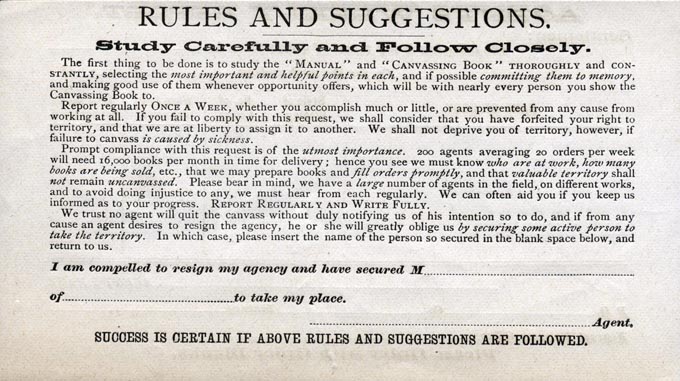 RULES AND SUGGESTIONS.
Study Carefully and Follow Closely.
The first thing to be done is to study the "MANUAL" and "CANVASSING BOOK" THOROUGHLY and CON-
STANTLY, selecting the most important and helpful points in each, and if possible committing them to memory,
and making good use of them whenever opportunity offers, which will be with nearly every person you show the
Canvassing Book to.
Report regularly ONCE A WEEK, whether you accomplish much or little, or are prevented from any cause from
working at all. If you fail to comply with this request, we shall consider that you have forfeited your right to
territory, and that we are at liberty to assign it to another. We shall not deprive you of territory, however, if
failure to canvass is caused by sickness.
Prompt compliance with this request is of the utmost importance. 200 agents averaging 20 orders per week
will need 16,000 books per month in time for delivery; hence you see we must know who are at work, how many
books are being sold, etc., that we may prepare books and fill orders promptly, and that valuable territory shall
not remain uncanvassed. Please bear in mind, we have a large number of agents in the field, on different works,
and to avoid doing injustice to any, we must hear from each regularly. We can often aid you if you keep us
informed as to your progress. REPORT REGULARLY AND WRITE FULLY.
We trust no agent will quit the canvass without duly notifying us of his intention so to do, and if from any
cause an agent desires to resign the agency, he or she will greatly oblige us by securing some active person to
take the territory. In which case, please insert the name of the person so secured in the blank space below, and
return to us.
I am compelled to resign my agency and have secured M
of to take my place.
Agent.
SUCCESS IS CERTAIN IF ABOVE RULES AND SUGGESTIONS ARE FOLLOWED.